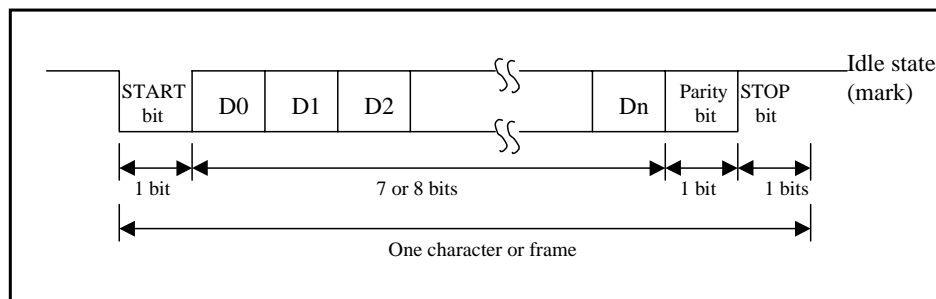 Idle state
(mark)
START
bit
D0 D1 D2 Dn
Parity
bit
STOP
bit
1 bit 7 or 8 bits 1 bit 1 bits
One character or frame